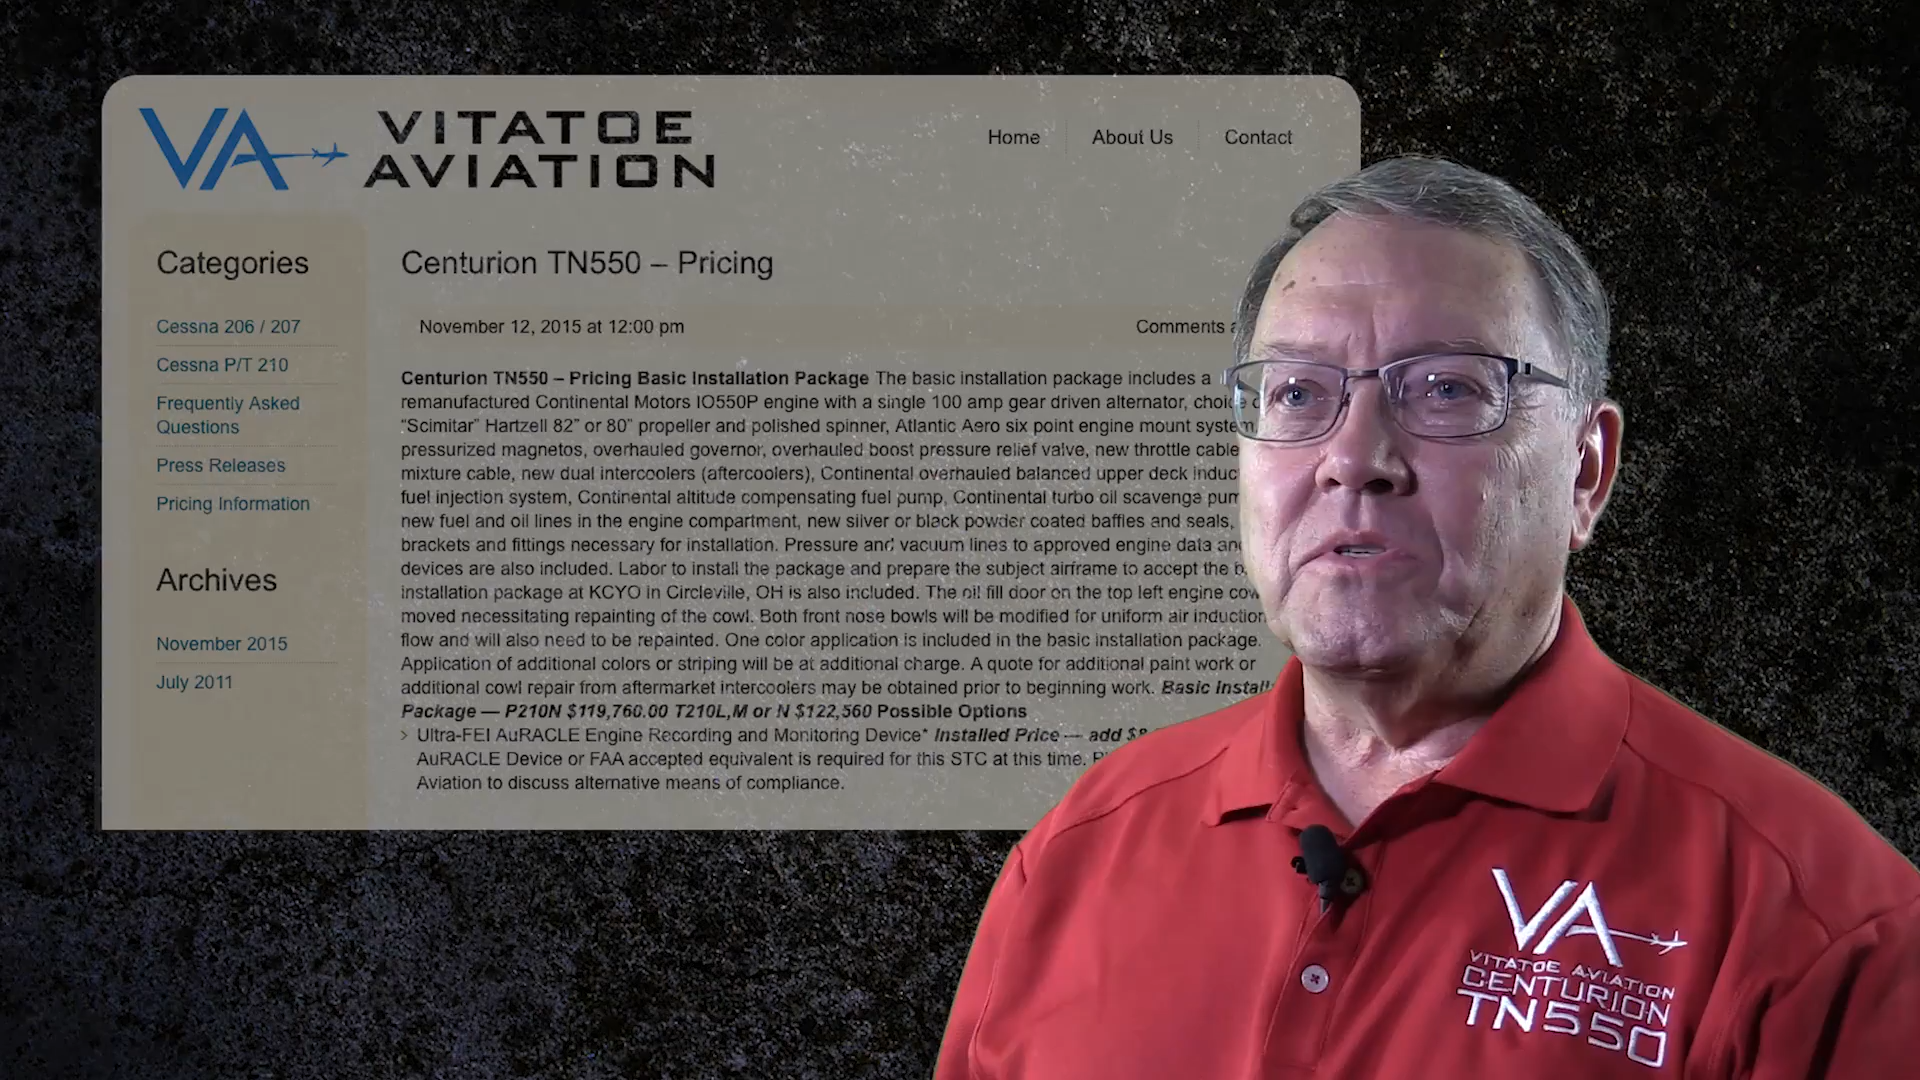 VA VITATOE
AVIATION
Home
About Us
Contact
Categories
Cessna 206 / 207
Cessna P/T 210
Frequently Asked
Questions
Press Releases
Pricing Information
Archives
November 2015
July 2011
Centurion TN550 – Pricing
November 12, 2015 at 12:00 pm
Comments
Centurion TN550 – Pricing Basic Installation Package The basic installation package includes a
remanufactured Continental Motors IO550P engine with a single 100 amp gear driven alternator,
“Scimitar” Hartzell 82” or 80” propeller and polished spinner, Atlantic Aero six point engine mount system,
pressurized magnetos, overhauled governor, overhauled boost pressure relief valve, new throttle cable
mixture cable, new dual intercoolers (aftercoolers), Continental overhauled balanced upper deck
fuel injection system, Continental altitude compensating fuel pump, Continental turbo oil scavenge
new fuel and oil lines in the engine compartment, new silver or black powder coated baffles and seals,
brackets and fittings necessary for installation. Pressure and vacuum lines to approved engine data
devices are also included. Labor to install the package and prepare the subject airframe to accept the
installation package at KCYO in Circleville, OH is also included. The oil fill door on the top left engine
moved necessitating repainting of the cowl. Both front nose bowls will be modified for uniform air induction
flow and will also need to be repainted. One color application is included in the basic installation package.
Application of additional colors or striping will be at additional charge. A quote for additional paint work or
additional cowl repair from aftermarket intercoolers may be obtained prior to beginning work. Basic
Package — P210N $119,760.00 T210L,M or N $122,560 Possible Options
› Ultra-FEI AuRACLE Engine Recording and Monitoring Device* Installed Price — add
AuRACLE Device or FAA accepted equivalent is required for this STC at this time.
Aviation to discuss alternative means of compliance.
VA
VITATOE AVIATION
CENTURION
TN550